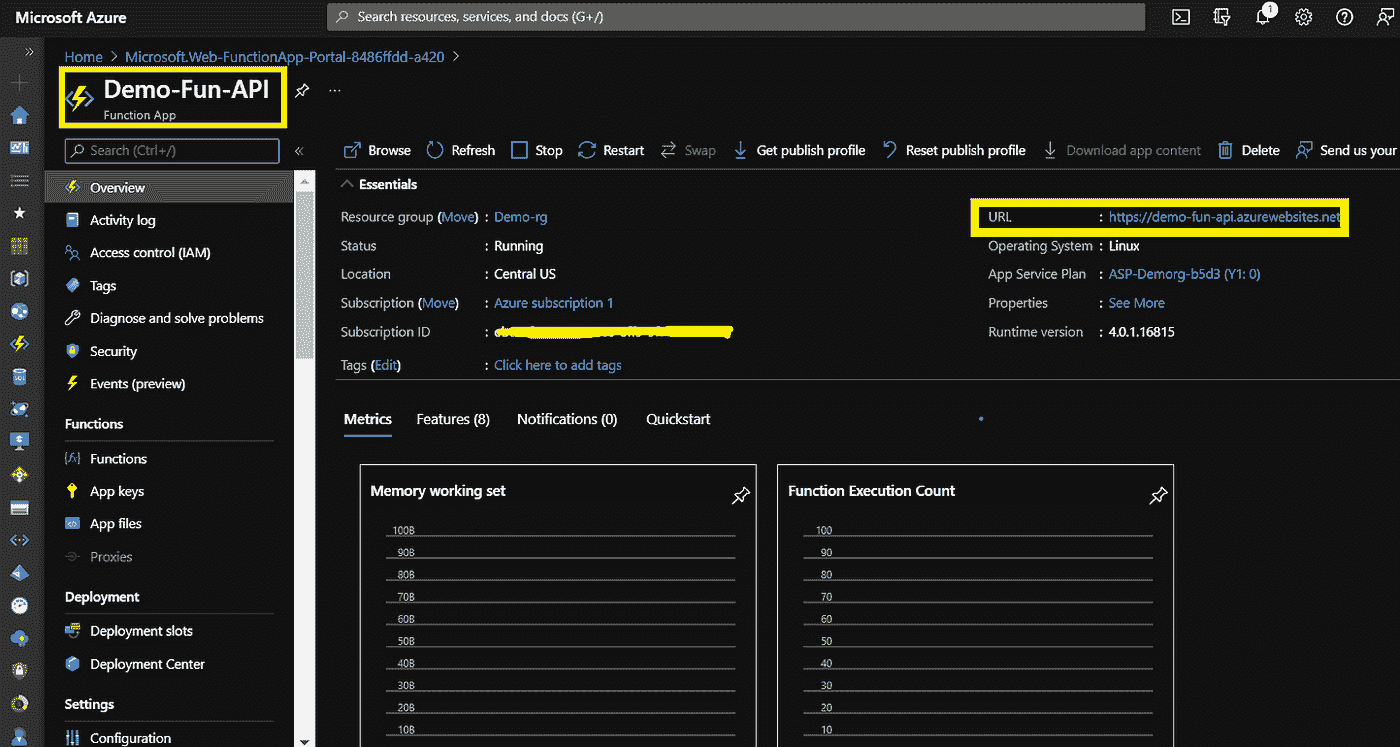 Microsoft Azure
Search resources, services, and docs (G+/)
1
Home > Microsoft.Web-FunctionApp-Portal-8486ffdd-a420 >
Demo-Fun-API
...
Function App
Search (Ctrl+/)
«
Browse Refresh Stop Restart Swap Get publish profile Reset publish profile Download app content Delete Send us your
Overview
Activity log
Access control (IAM)
Tags
Diagnose and solve problems
Security
Events (preview)
Functions
Functions
App keys
App files
Proxies
Deployment
Deployment slots
Deployment Center
Settings
Configuration
Essentials
Resource group (Move) : Demo-rg
Status : Running
Location : Central US
Subscription (Move) : Azure subscription 1
Subscription ID :
Tags (Edit) : Click here to add tags
URL : https://demo-fun-api.azurewebsites.net
Operating System : Linux
App Service Plan : ASP-Demorg-b5d3 (Y1: 0)
Properties : See More
Runtime version : 4.0.1.16815
Metrics Features (8) Notifications (0) Quickstart
Memory working set
100B
90B
80B
70B
60B
50B
40B
30B
20B
10B
Function Execution Count
100
90
80
70
60
50
40
30
20
10